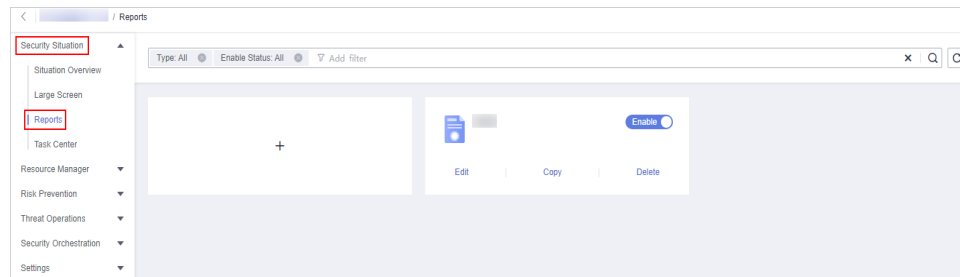 / Reports
Security Situation
Situation Overview
Large Screen
Reports
Task Center
Resource Manager
Risk Prevention
Threat Operations
Security Orchestration
Settings
Type: All Enable Status: All Add filter
+
Enable
Edit Copy Delete